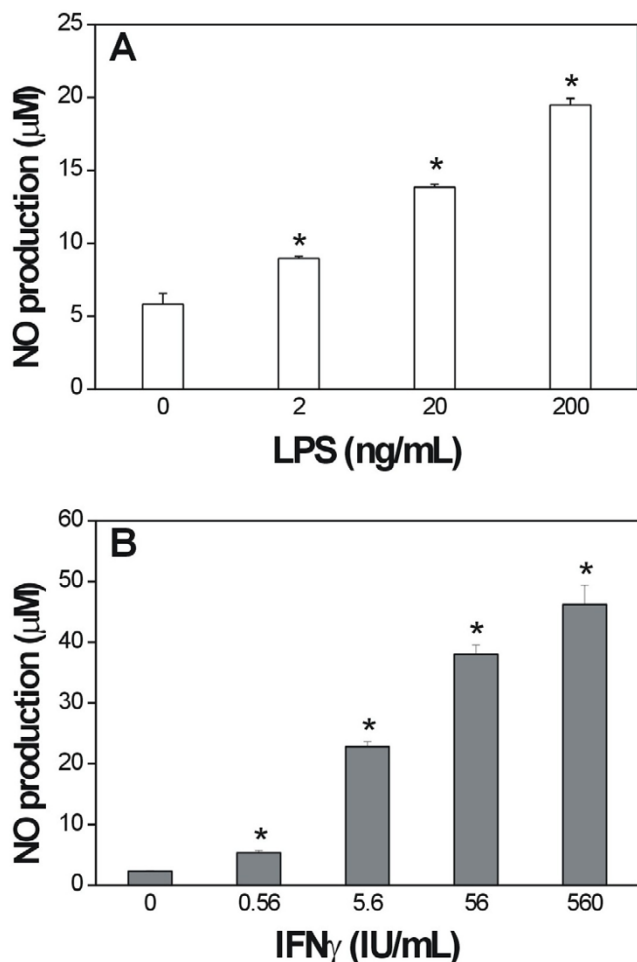 A
NO production (μM)
25
20
15
10
5
0
*
*
*
0 2 20 200
LPS (ng/mL)
B
NO production (μM)
60
50
40
30
20
10
0
*
*
*
*
0 0.56 5.6 56 560
IFNγ (IU/mL)